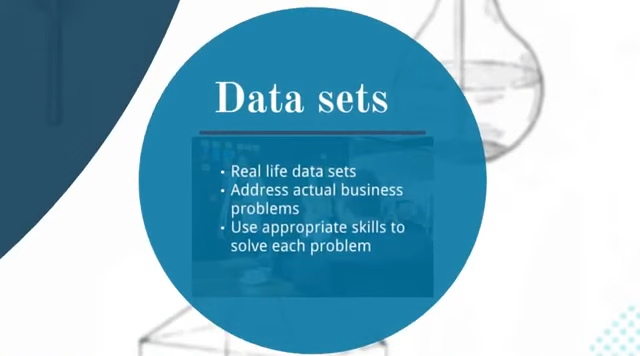 Data sets
• Real life data sets
• Address actual business
problems
• Use appropriate skills to
solve each problem